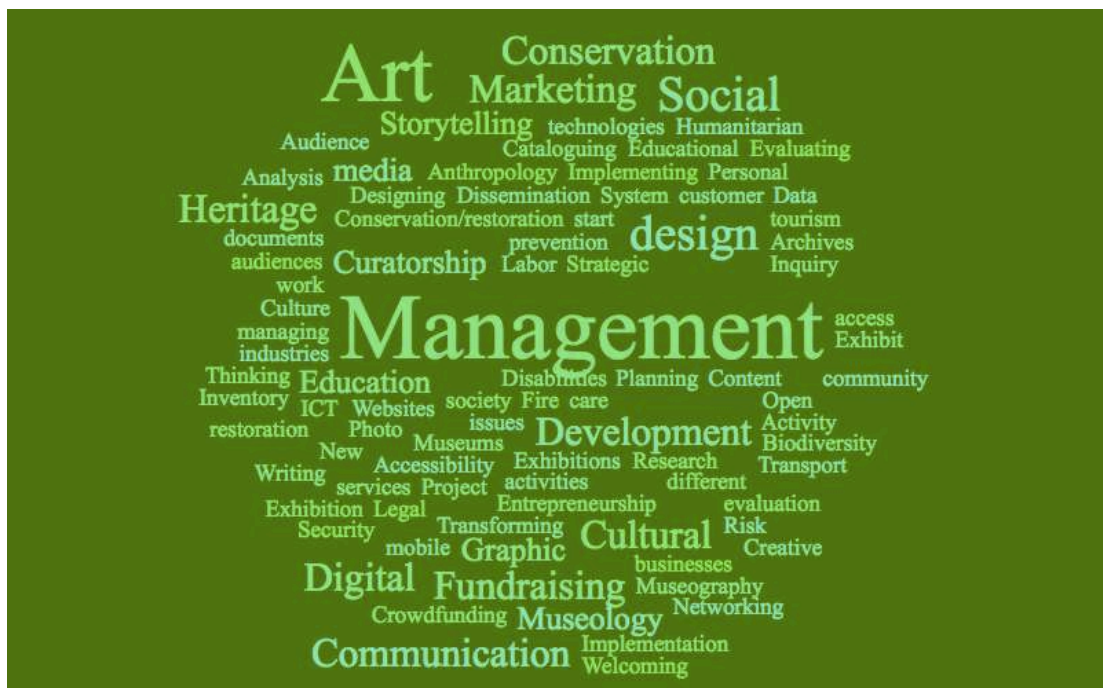 Conservation
Art Marketing Social
Storytelling technologies Humanitarian
Audience Cataloguing Educational Evaluating
Analysis media Anthropology Implementing Personal
Designing Dissemination System customer Data
Heritage Conservation/restoration start design tourism
documents prevention Archives
audiences Curatorship Labor Strategic Inquiry
work
Culture Management access
managing Exhibit
industries
Thinking Education Disabilities Planning Content community
Inventory ICT Websites society Fire care Open
restoration Photo issues Development Activity
New Museums Biodiversity
Writing Accessibility Exhibitions Research Transport
services Project activities different
Exhibition Legal Entrepreneurship evaluation
Security Transforming Cultural Risk
mobile Graphic Creative
businesses
Digital Fundraising Museography
Crowdfunding Museology Networking
Communication Implementation
Welcoming